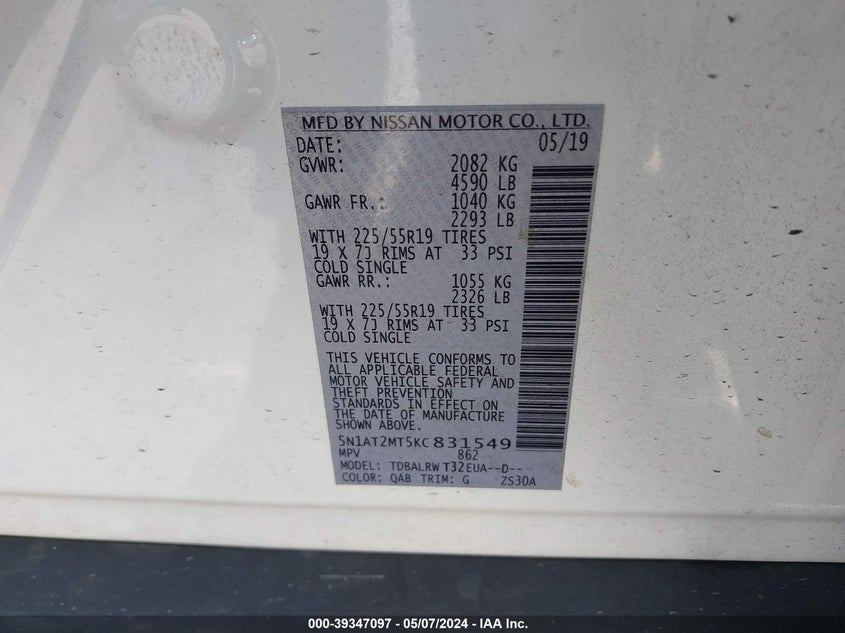 MFD BY NISSAN MOTOR CO., LTD.
DATE: 05/19
GVWR: 2082 KG
4590 LB
GAWR FR.: 1040 KG
2293 LB
WITH 225/55R19 TIRES
19 X 7J RIMS AT 33 PSI
COLD SINGLE
GAWR RR.: 1055 KG
2326 LB
WITH 225/55R19 TIRES
19 X 7J RIMS AT 33 PSI
COLD SINGLE
THIS VEHICLE CONFORMS TO
ALL APPLICABLE FEDERAL
MOTOR VEHICLE SAFETY AND
THEFT PREVENTION
STANDARDS IN EFFECT ON
THE DATE OF MANUFACTURE
SHOWN ABOVE.
5N1AT2MT5KC831549
MPV 862
MODEL: TDBALRW T32EUA--D--
COLOR: QAB TRIM: G ZS30A
000-39347097 - 05/07/2024 - IAA Inc.